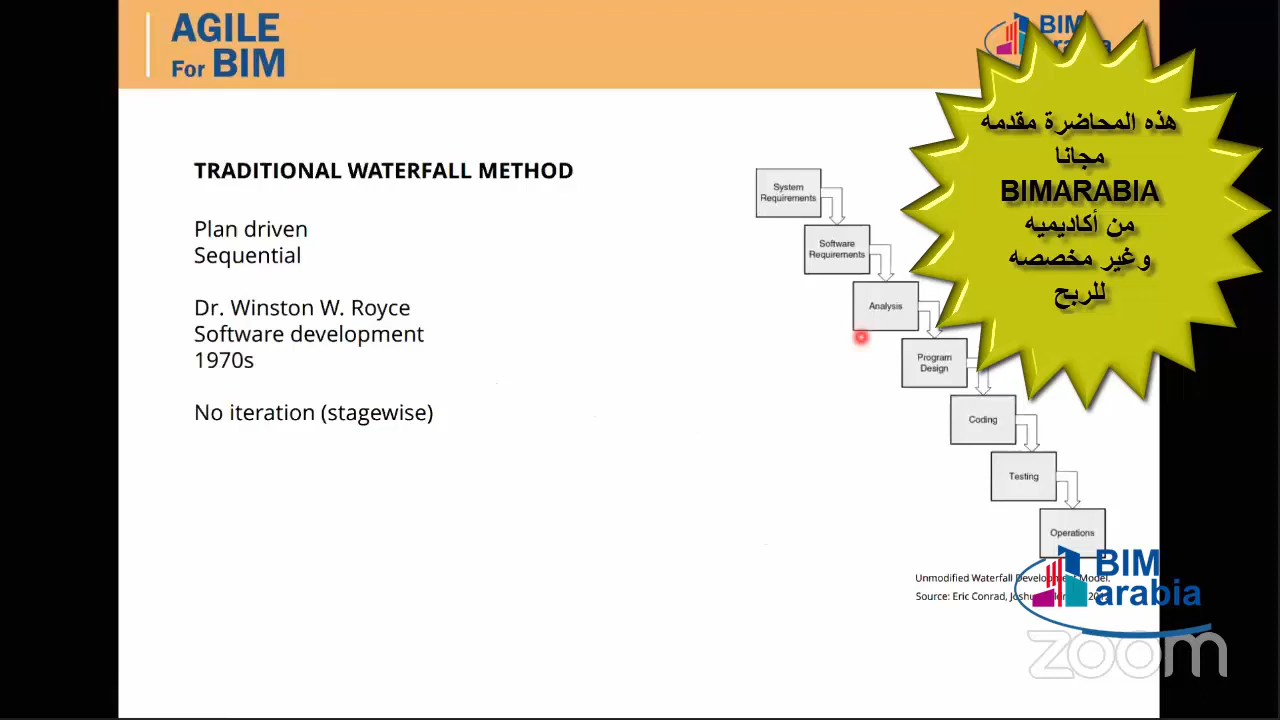 AGILE
For BIM
BIM
arabia
هذه المحاضرة مقدمه
مجانا
BIMARABIA
من أكاديميه
وغير مخصصه
للربح
TRADITIONAL WATERFALL METHOD
Plan driven
Sequential
Dr. Winston W. Royce
Software development
1970s
No iteration (stagewise)
System
Requirements
Software
Requirements
Analysis
Program
Design
Coding
Testing
Operations
Unmodified Waterfall Development Model.
Source: Eric Conrad,
BIM
arabia
zoom